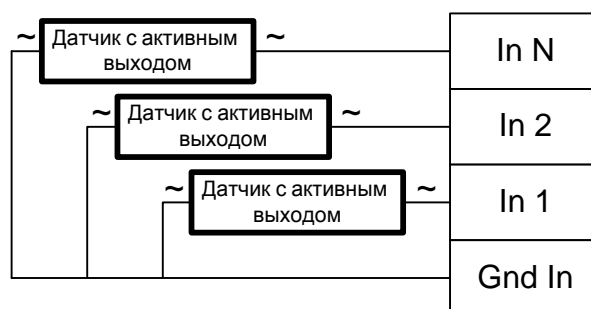 ~ Датчик с активным ~
выходом
In N
~ Датчик с активным ~
выходом
In 2
~ Датчик с активным ~
выходом
In 1
Gnd In